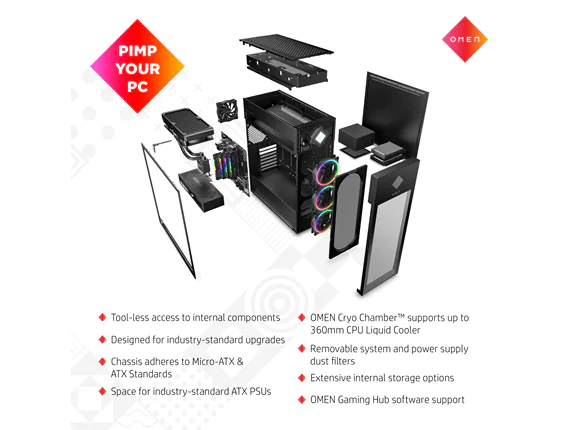 PIMP
YOUR
PC
OMEN
Tool-less access to internal components
Designed for industry-standard upgrades
Chassis adheres to Micro-ATX &
ATX Standards
Space for industry-standard ATX PSUs
OMEN Cryo Chamber™ supports up to
360mm CPU Liquid Cooler
Removable system and power supply
dust filters
Extensive internal storage options
OMEN Gaming Hub software support